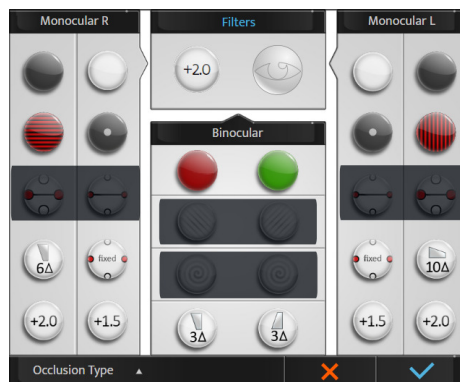 Monocular R
Filters
Monocular L
+2.0
Binocular
6Δ
fixed
fixed
10Δ
+2.0
+1.5
3Δ
3Δ
+1.5
+2.0
Occlusion Type